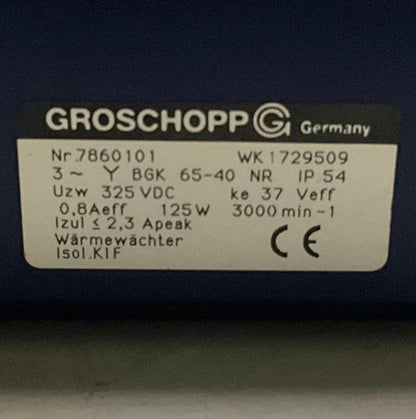 GROSCHOPP G Germany
Nr.7860101 WK1729509
3~ Y BGK 65-40 NR IP 54
Uzw 325 VDC ke 37 Veff
0,8Aeff 125W 3000 min-1
Izul ≤ 2,3 Apeak
Wärmewächter CE
Isol.KlF